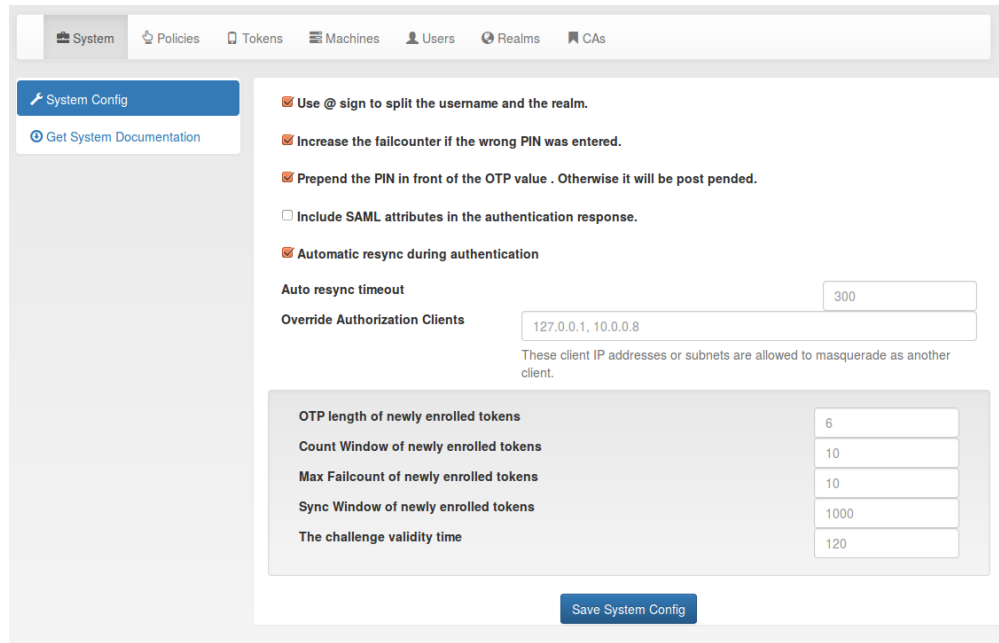 System Policies Tokens Machines Users Realms CAs
System Config
Get System Documentation
Use @ sign to split the username and the realm.
Increase the failcounter if the wrong PIN was entered.
Prepend the PIN in front of the OTP value . Otherwise it will be post pended.
Include SAML attributes in the authentication response.
Automatic resync during authentication
Auto resync timeout 300
Override Authorization Clients 127.0.0.1, 10.0.0.8
These client IP addresses or subnets are allowed to masquerade as another
client.
OTP length of newly enrolled tokens 6
Count Window of newly enrolled tokens 10
Max Failcount of newly enrolled tokens 10
Sync Window of newly enrolled tokens 1000
The challenge validity time 120
Save System Config